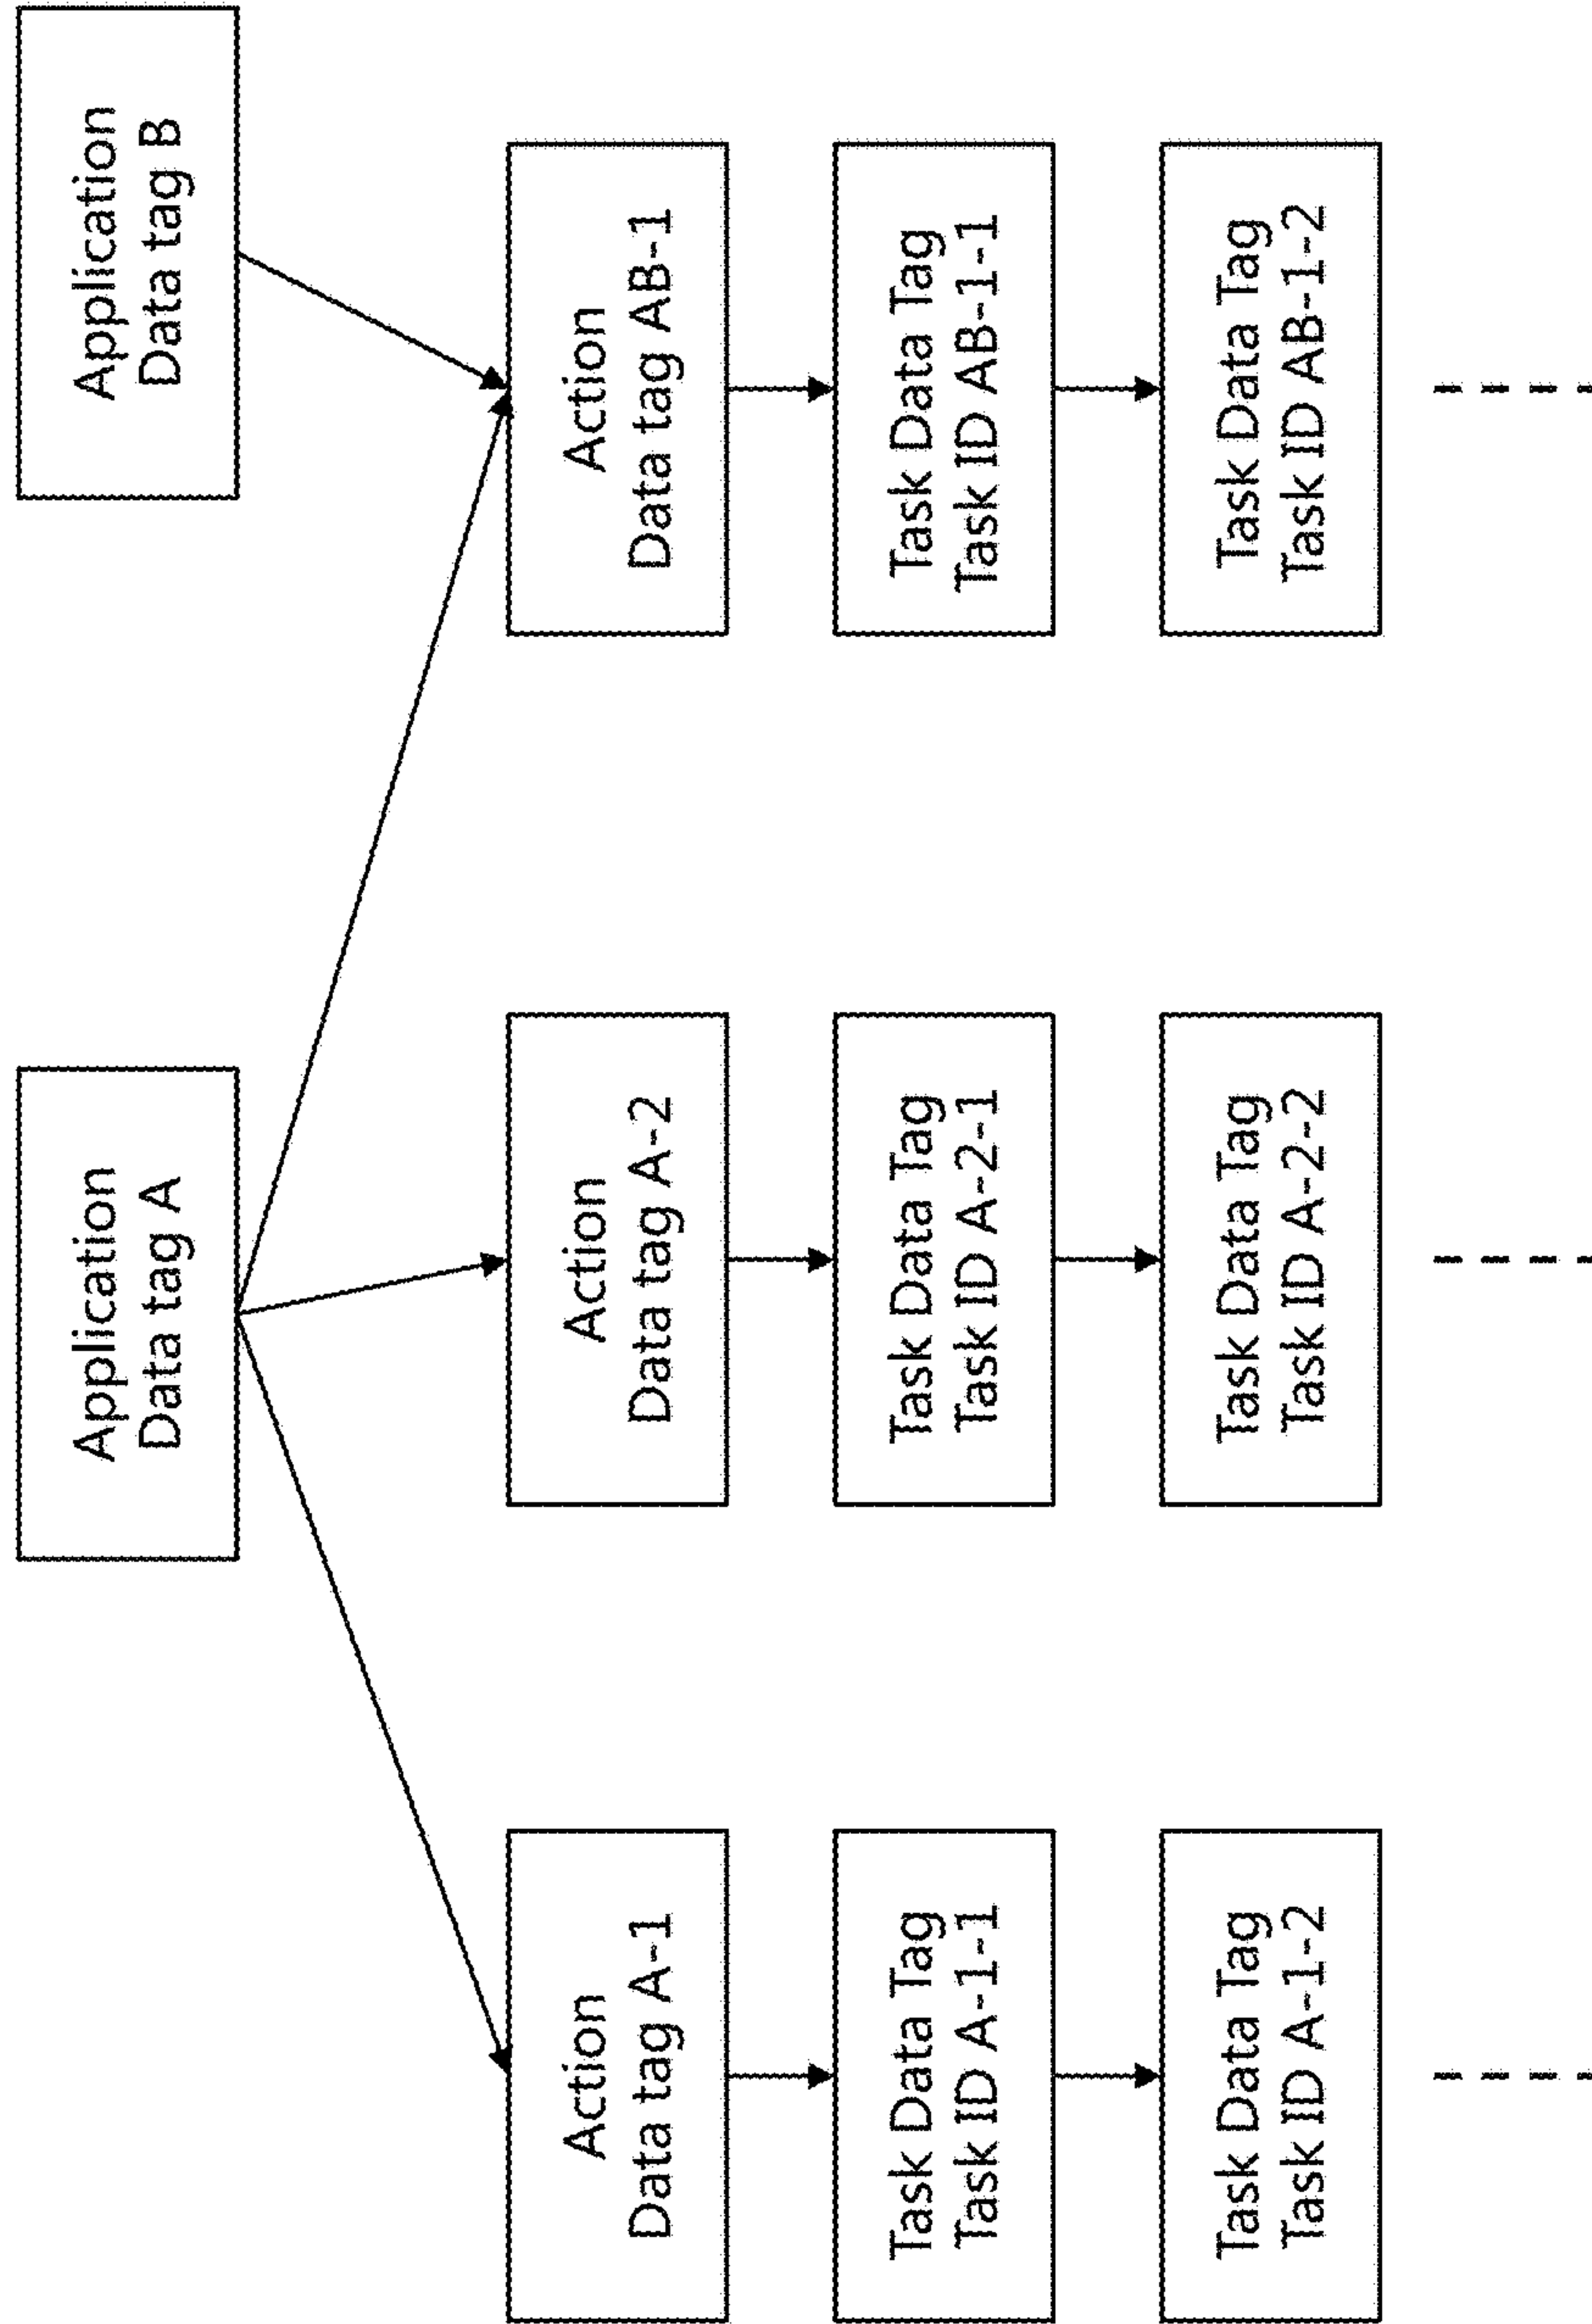 Application
Data tag A
Application
Data tag B
Action
Data tag A-1
Action
Data tag A-2
Action
Data tag AB-1
Task Data Tag
Task ID A-1-1
Task Data Tag
Task ID A-2-1
Task Data Tag
Task ID AB-1-1
Task Data Tag
Task ID A-1-2
Task Data Tag
Task ID A-2-2
Task Data Tag
Task ID AB-1-2